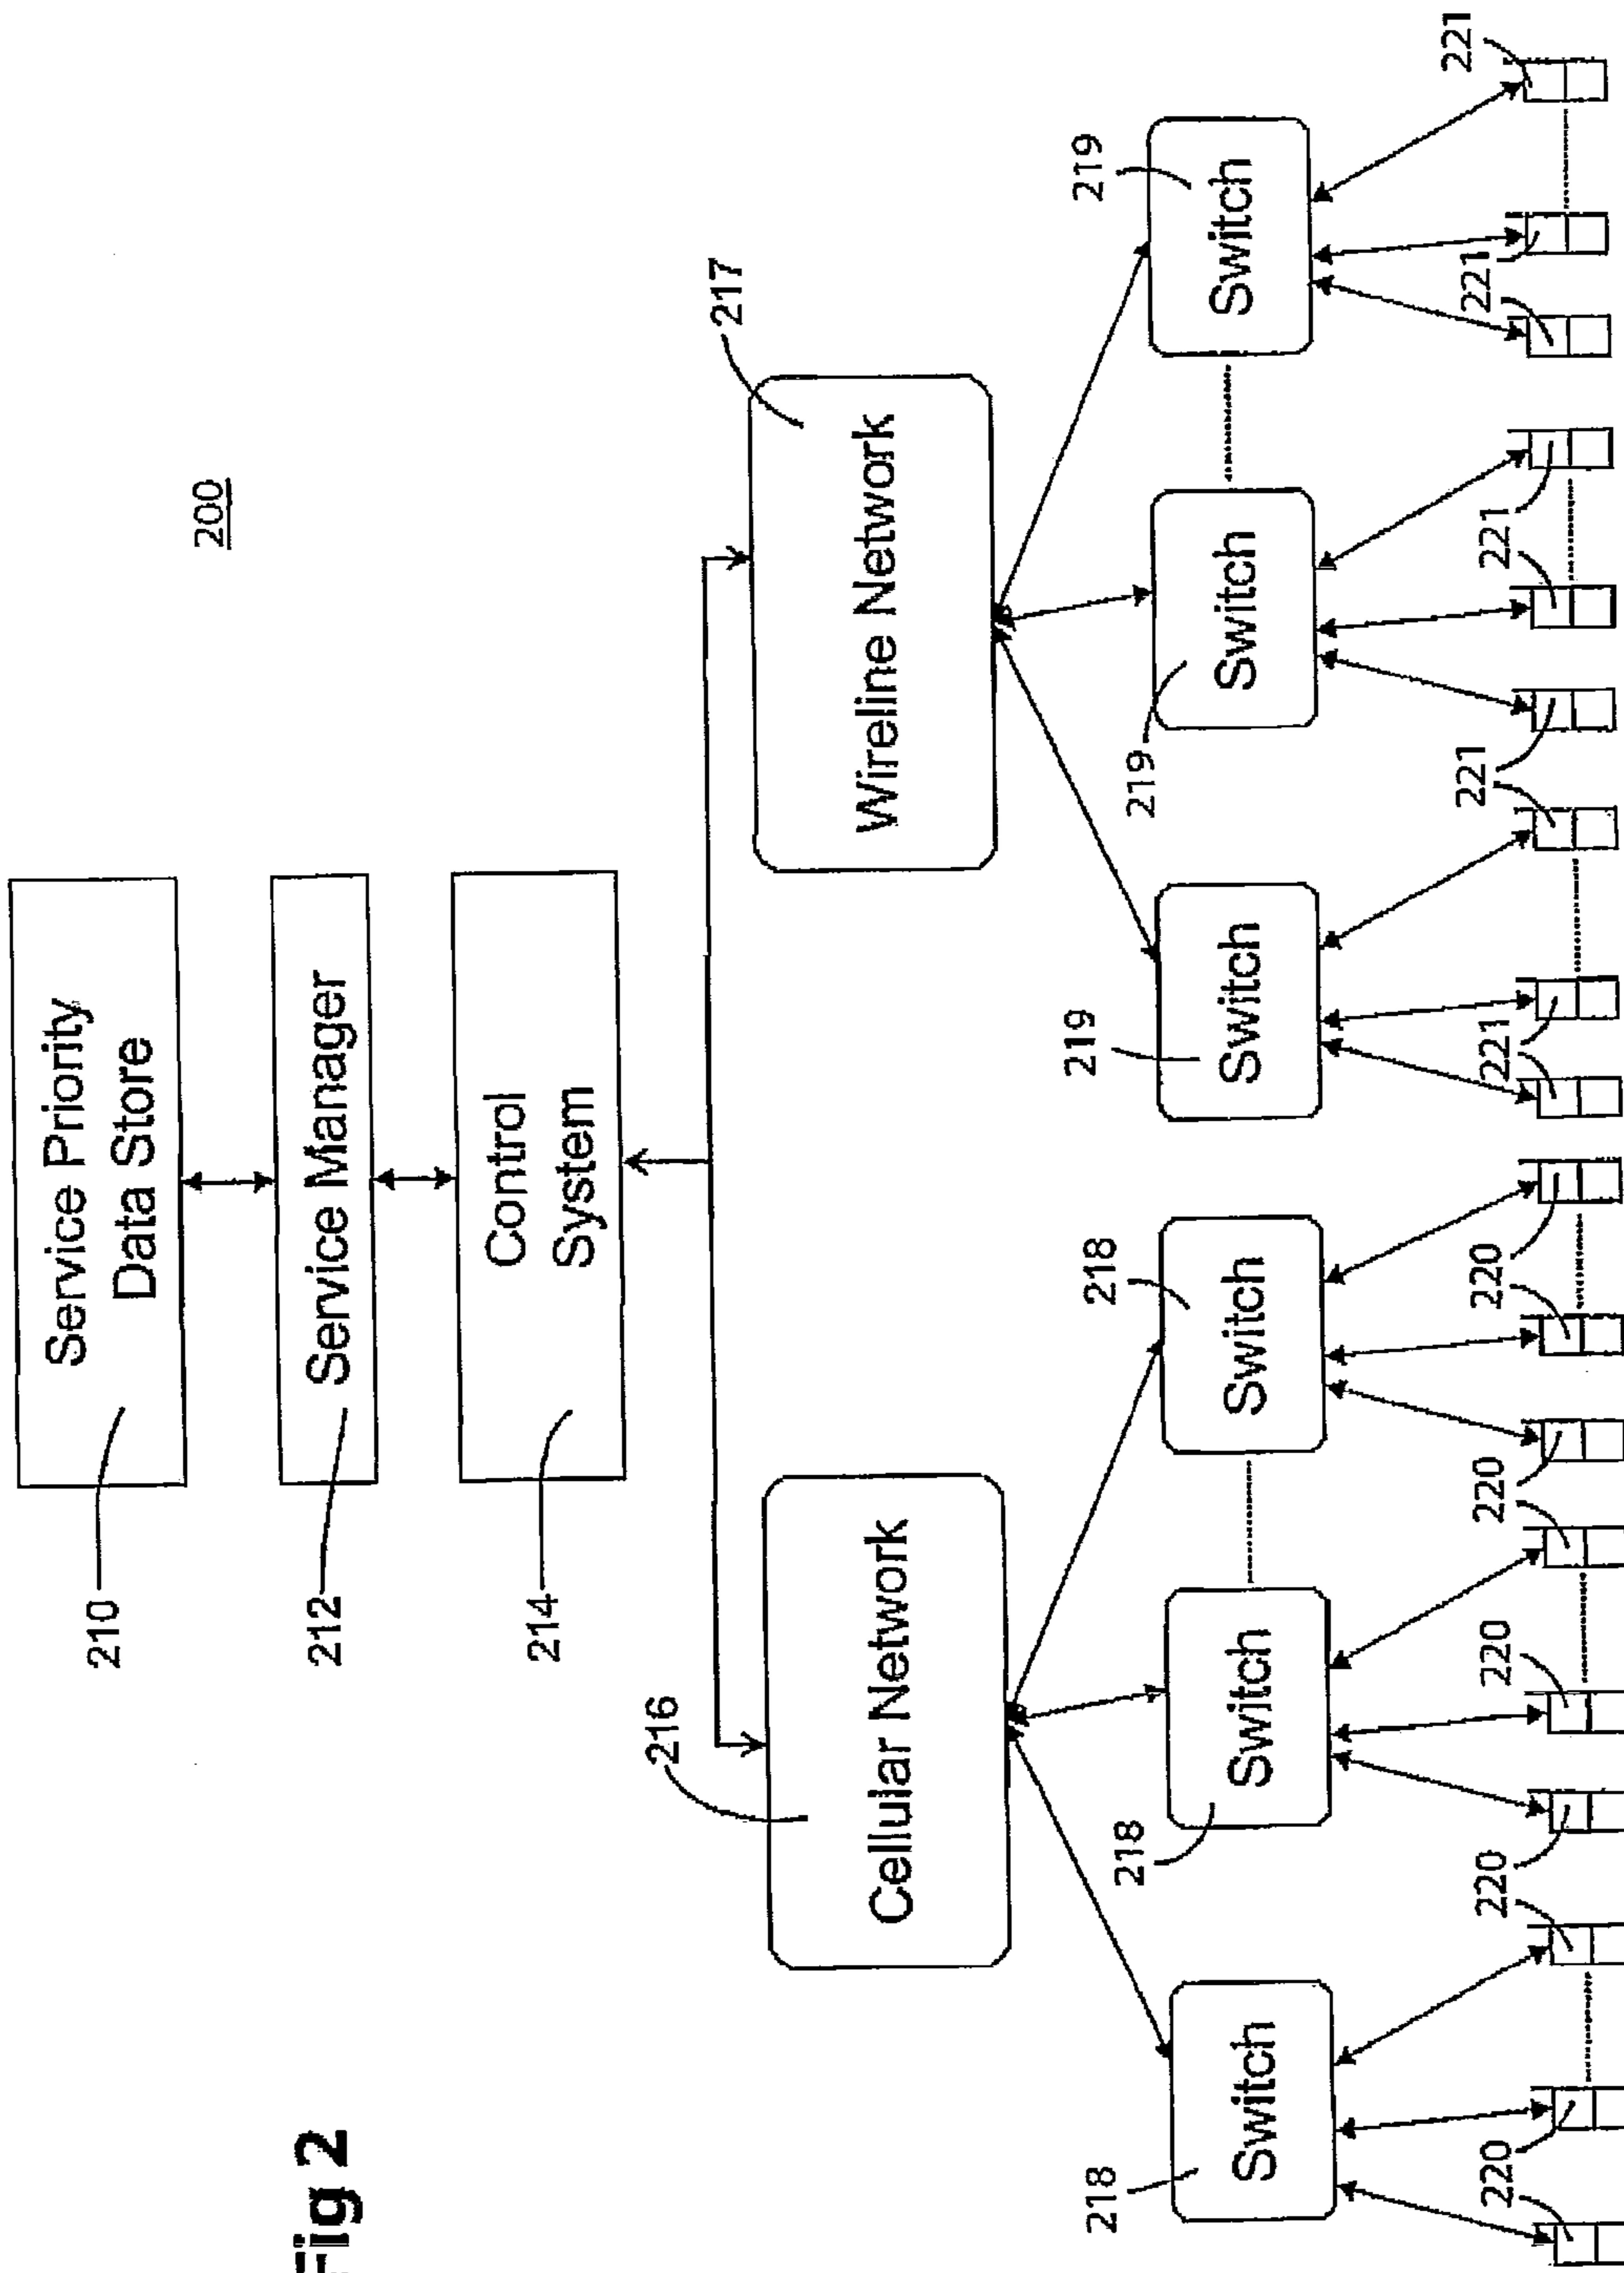 Fig 2
200
210
Service Priority
Data Store
212
Service Manager
214
Control
System
216
Cellular Network
217
Wireline Network
218
Switch
218
Switch
218
Switch
219
Switch
219
Switch
219
Switch
220
220
220
220
220
220
220
221
221
221
221
221
221